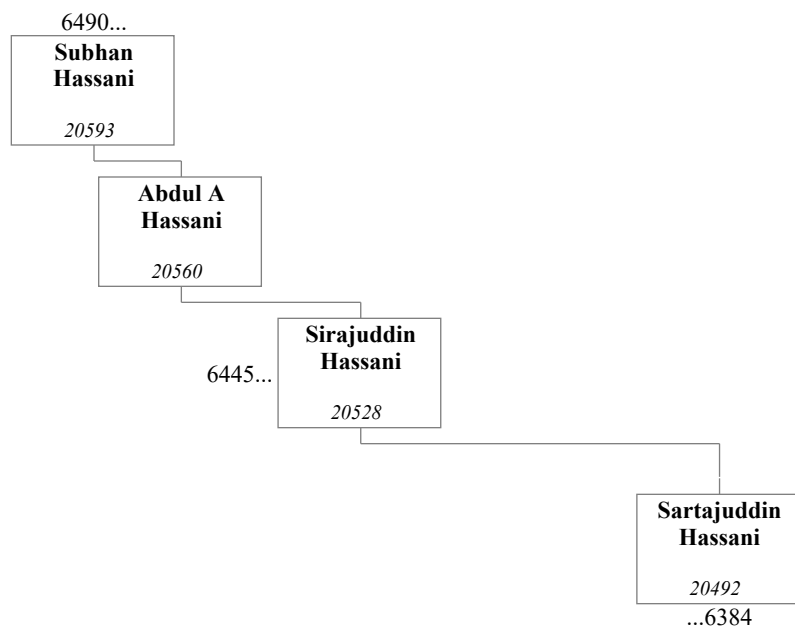 6490...
Subhan
Hassani
20593
Abdul A
Hassani
20560
Sirajuddin
Hassani
6445...
20528
Sartajuddin
Hassani
20492
...6384